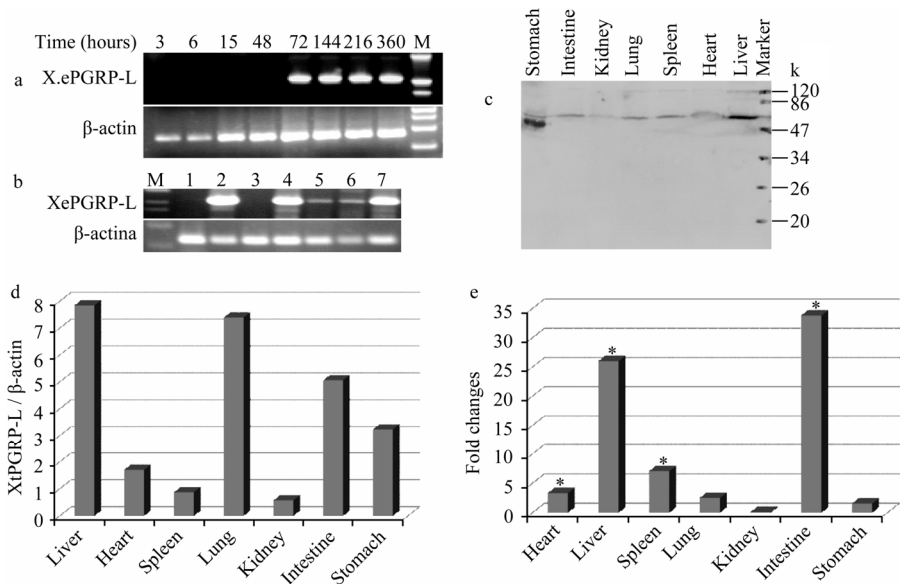 Time (hours) 3 6 15 48 72 144 216 360 M
a X.ePGRP-L
β-actin
b M 1 2 3 4 5 6 7
XePGRP-L
β-actina
c
Stomach
Intestine
Kidney
Lung
Spleen
Heart
Liver
Marker
k
120
86
47
34
26
20
d
XtPGRP-L / β-actin
8
7
6
5
4
3
2
1
0
Liver
Heart
Spleen
Lung
Kidney
Intestine
Stomach
e
Fold changes
35
30
25
20
15
10
5
0
* * * *
Heart
Liver
Spleen
Lung
Kidney
Intestine
Stomach